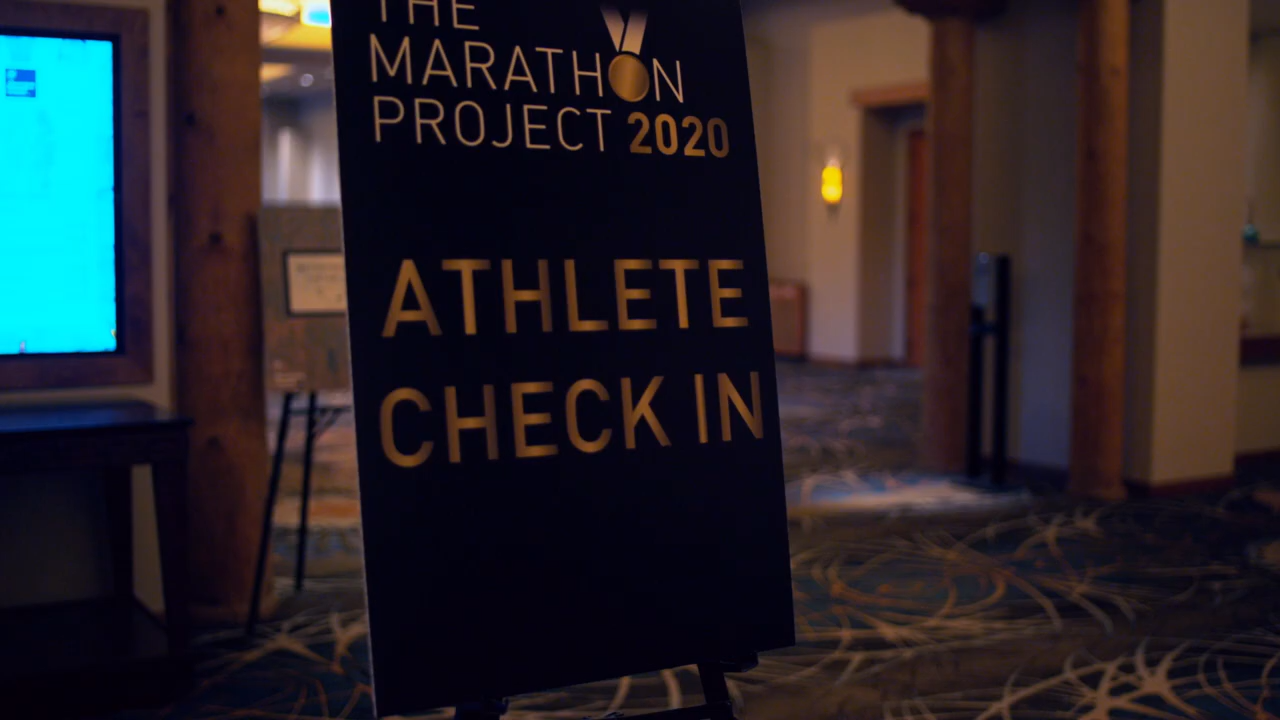 THE
MARATHON
PROJECT 2020
ATHLETE
CHECK IN